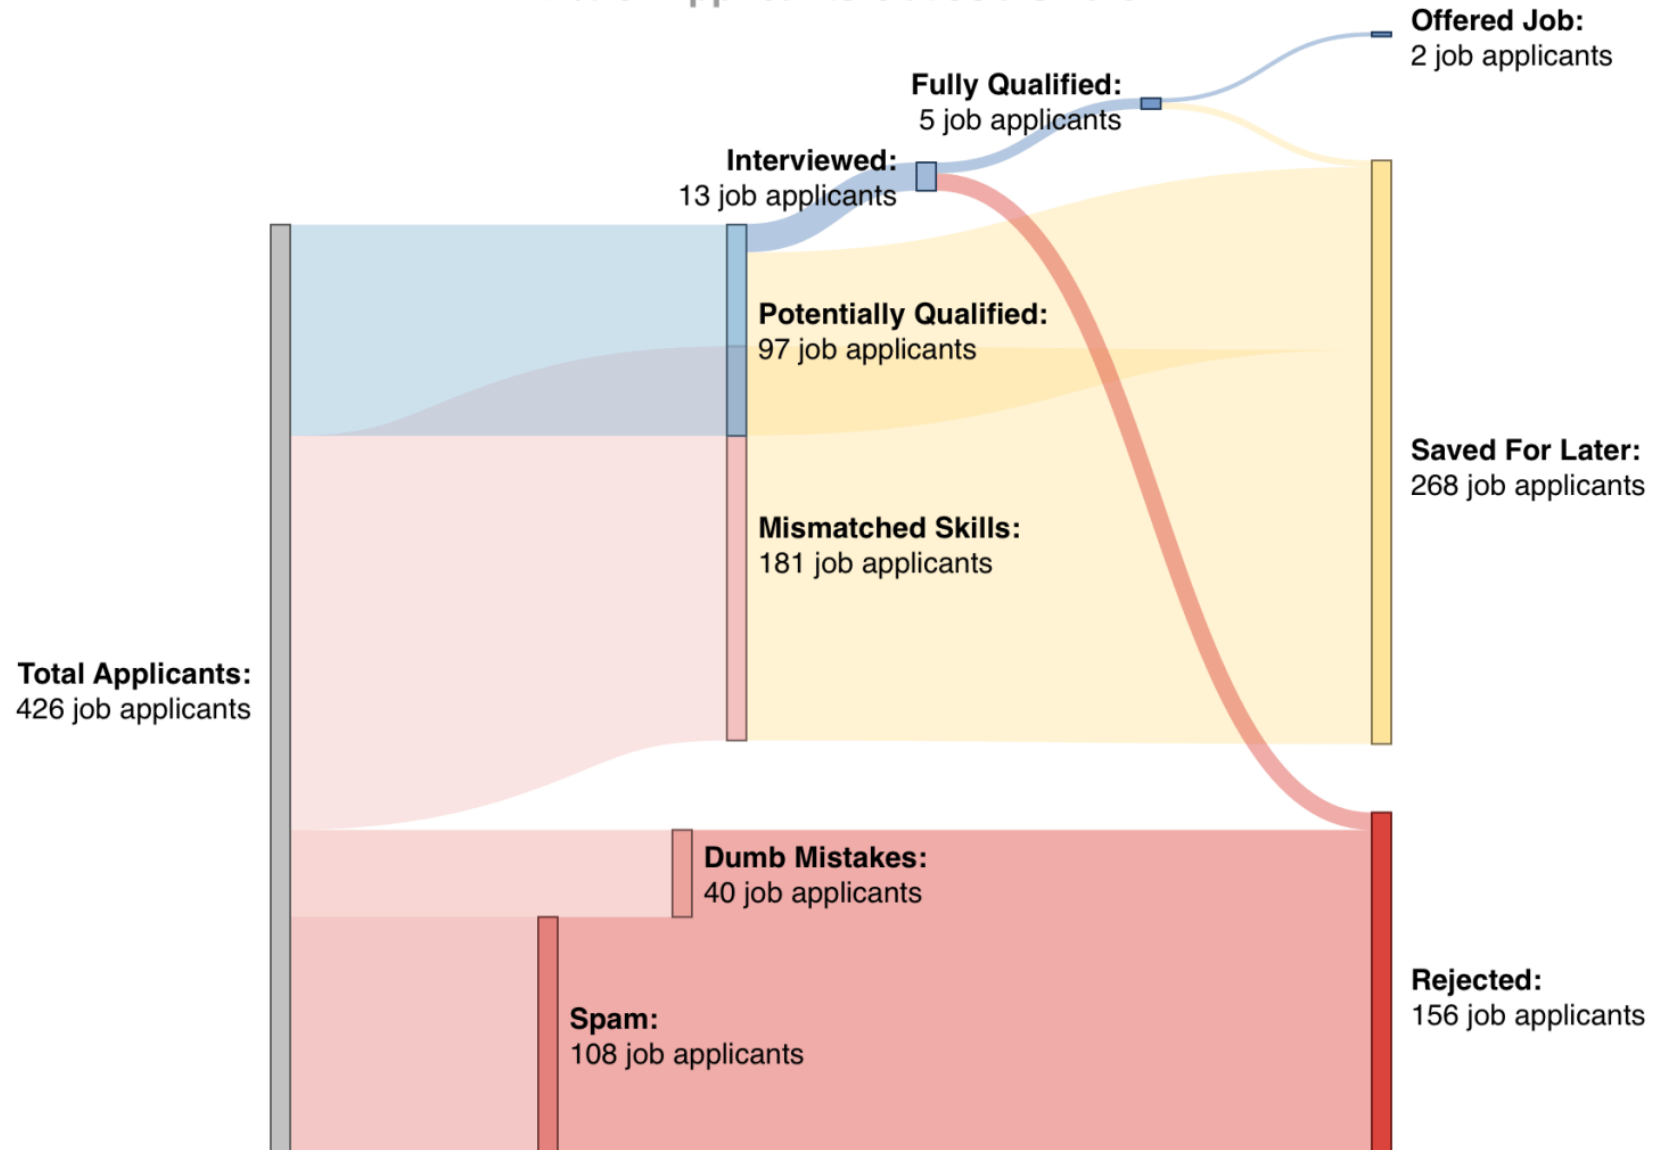 Offered Job:
2 job applicants
Fully Qualified:
5 job applicants
Interviewed:
13 job applicants
Potentially Qualified:
97 job applicants
Saved For Later:
268 job applicants
Mismatched Skills:
181 job applicants
Total Applicants:
426 job applicants
Dumb Mistakes:
40 job applicants
Rejected:
156 job applicants
Spam:
108 job applicants